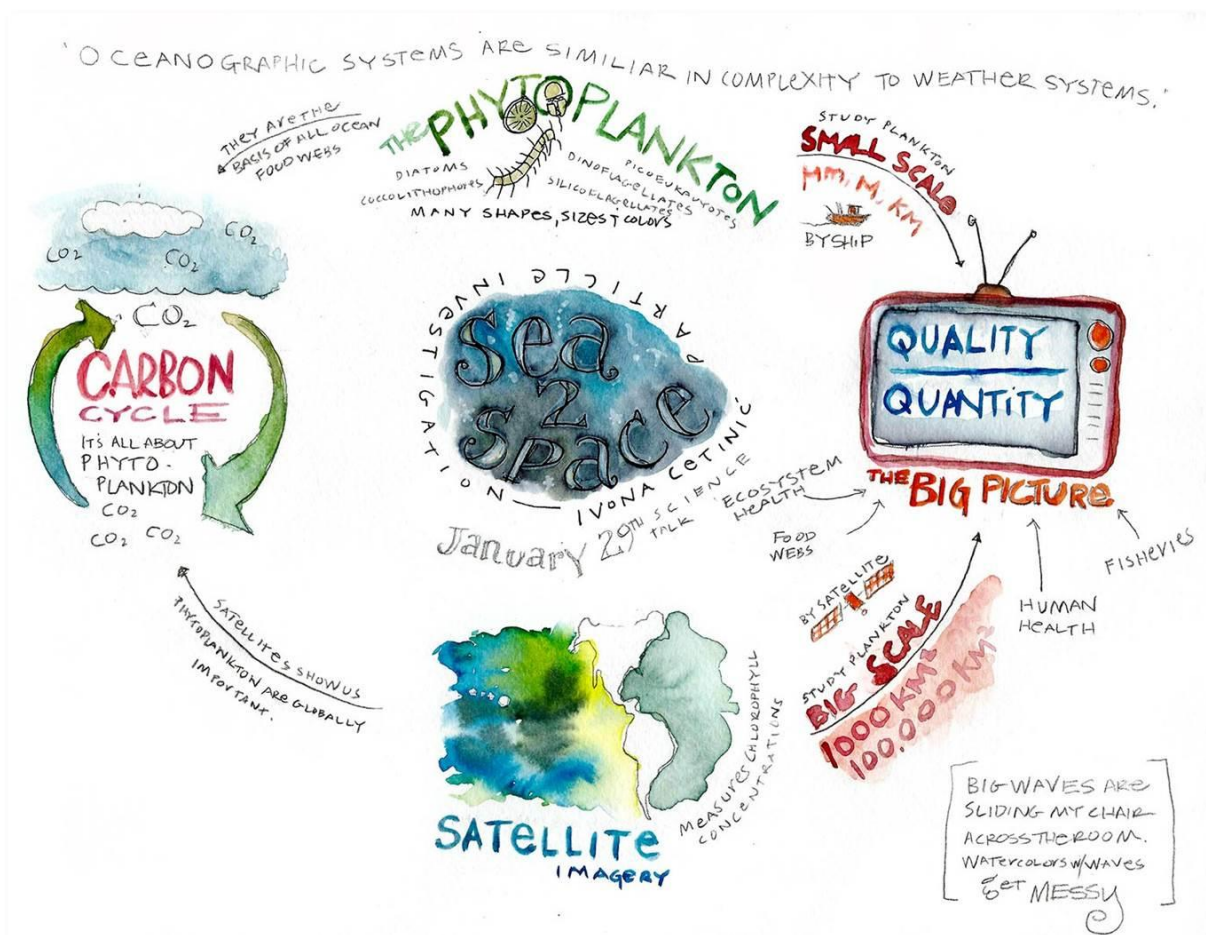 'OCEANOGRAPHIC SYSTEMS ARE SIMILIAR IN COMPLEXITY TO WEATHER SYSTEMS.'
THE PHYTOPLANKTON
DIATOMS
COCCOLITHOPHORES
DINOFLAGELLATES
SILICOFLAGELLATES
PICOEUKAUYOTES
MANY SHAPES, SIZES + COLORS
THEY ARE THE
BASIS OF ALL OCEAN
FOOD WEBS
CO2
CO2
CO2
CO2
CARBON
CYCLE
IT'S ALL ABOUT
PHYTO-
PLANKTON
CO2
CO2 CO2
SATELLITES SHOW US
PHYTOPLANKTON ARE GLOBALLY
IMPORTANT.
Sea
2
Space
PARTICLE INVESTIGATION
IVONA CETINIC
January 29TH SCIENCE
TALK
STUDY PLANKTON
SMALL SCALE
MM, M, KM
BY SHIP
QUALITY
QUANTITY
THE BIG PICTURE
ECOSYSTEM
HEALTH
FOOD
WEBS
HUMAN
HEALTH
FISHERIES
BY SATELLITE
STUDY PLANKTON
BIG SCALE
1000 KM2
100,000 KM2
SATELLITE
IMAGERY
MEASURES CHLOROPHYLL
CONCENTRATIONS
BIG WAVES ARE
SLIDING MY CHAIR
ACROSS THE ROOM.
WATERCOLORS W/WAVES
GET MESSY